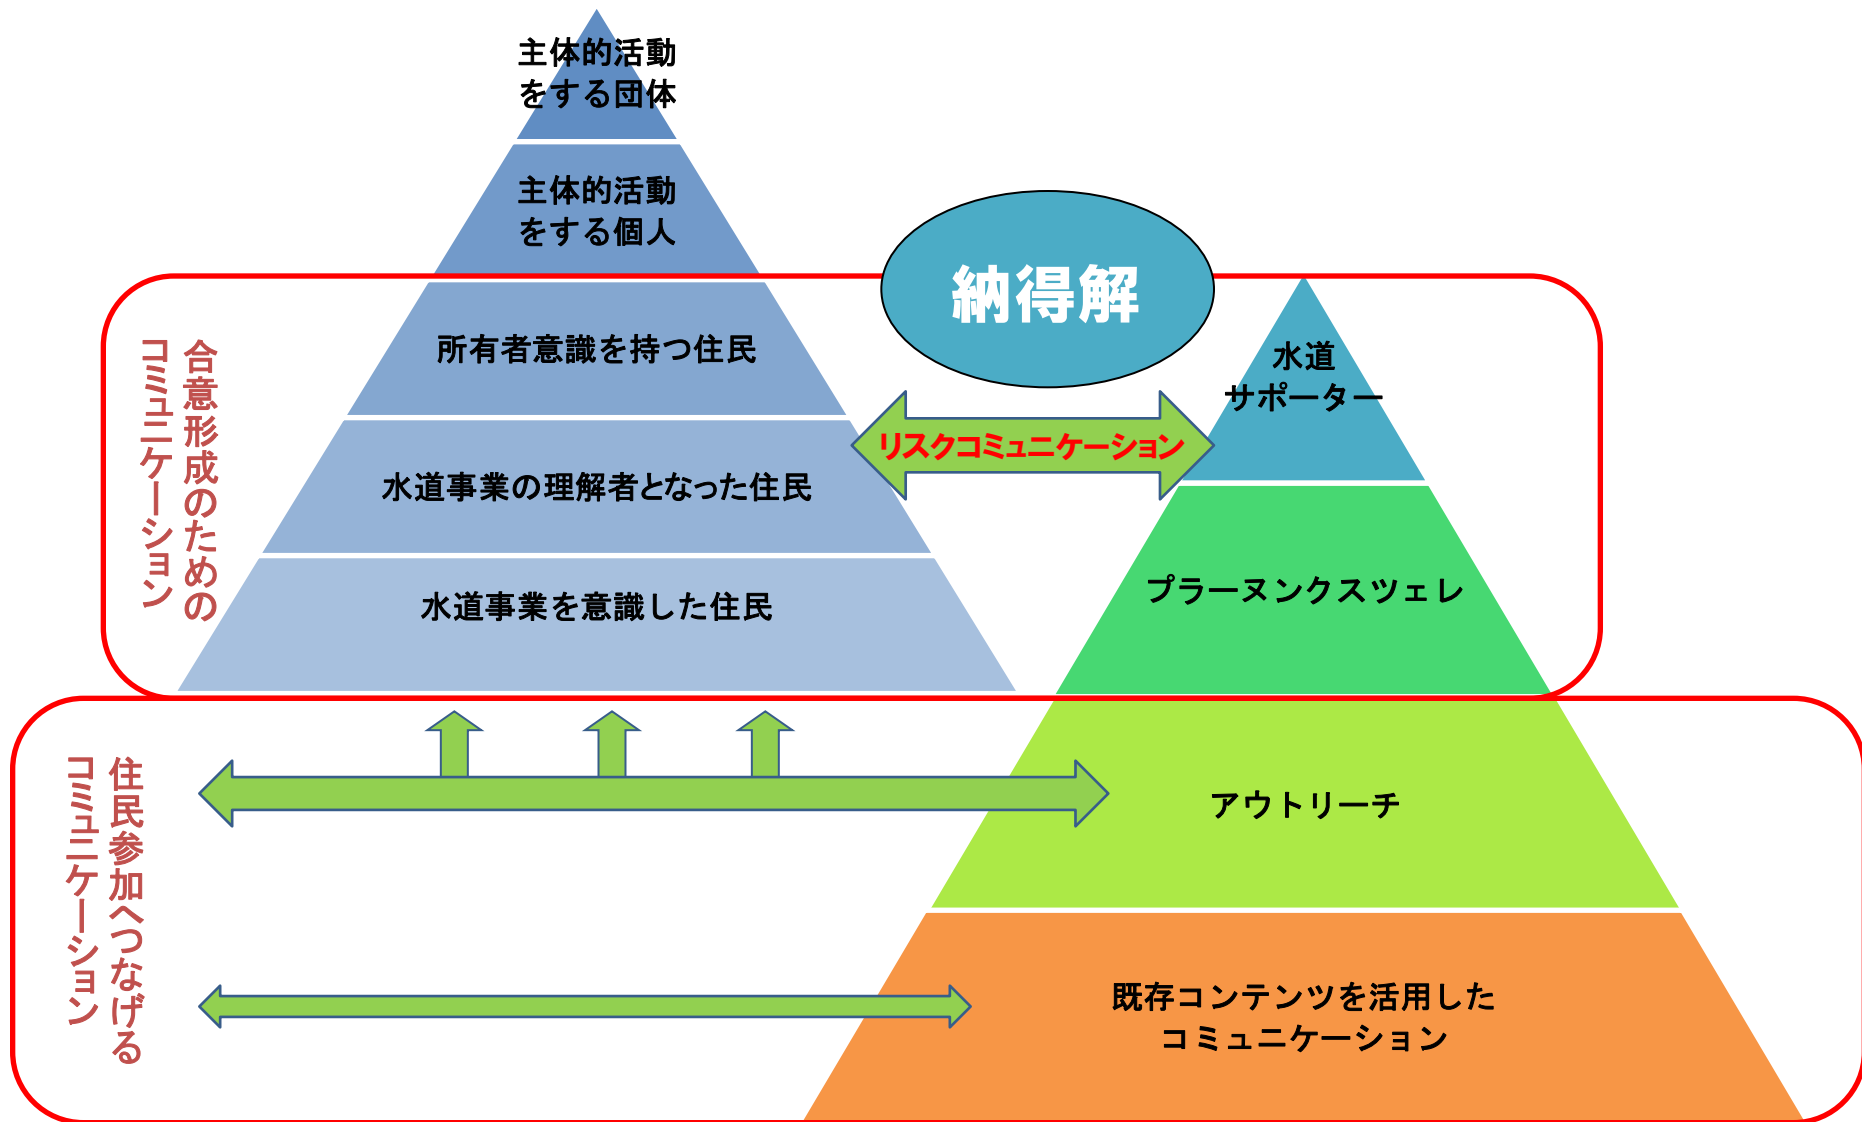 主体的活動
をする団体
主体的活動
をする個人
納得解
所有者意識を持つ住民
水道
サポーター
リスクコミュニケーション
水道事業の理解者となった住民
プラーヌンクスツェレ
水道事業を意識した住民
合意形成のための
コミュニケーション
アウトリーチ
住民参加へつなげる
コミュニケーション
既存コンテンツを活用した
コミュニケーション